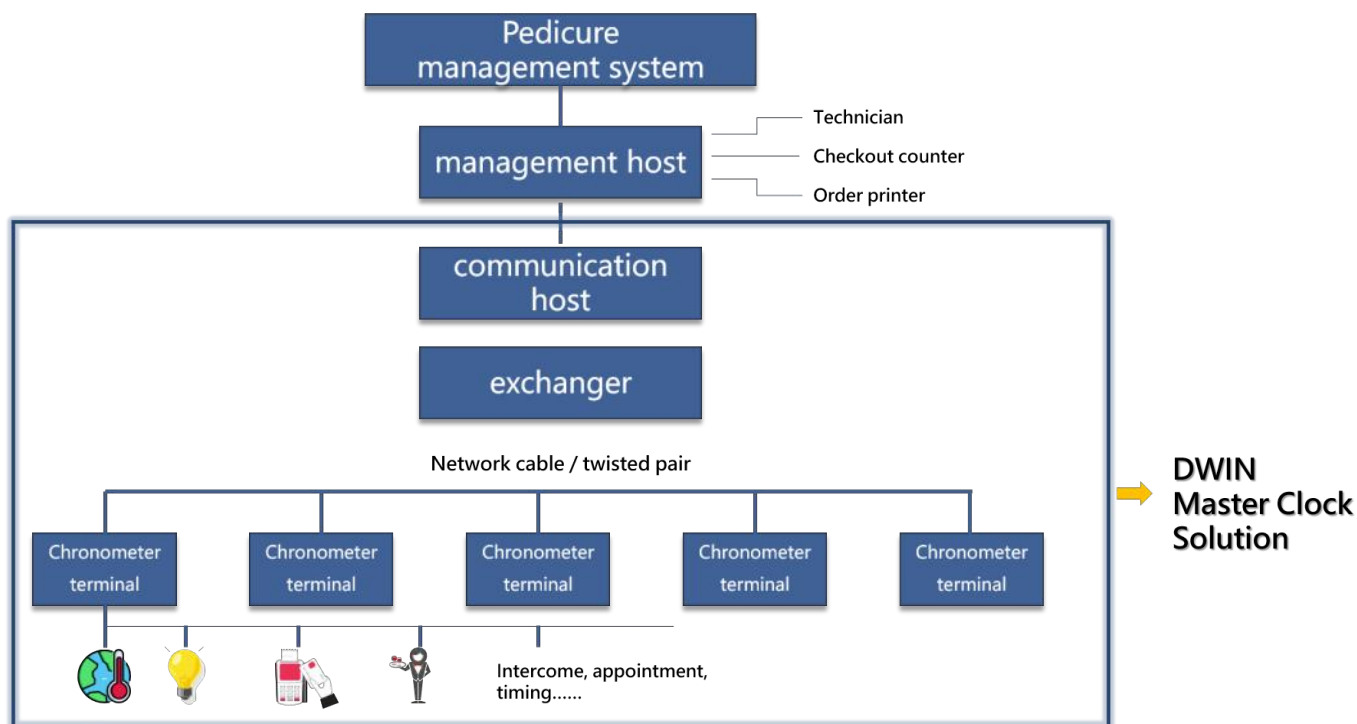 Pedicure
management system
management host
Technician
Checkout counter
Order printer
communication
host
exchanger
Network cable / twisted pair
DWIN
Master Clock
Solution
Chronometer
terminal
Chronometer
terminal
Chronometer
terminal
Chronometer
terminal
Chronometer
terminal
Intercome, appointment,
timing......